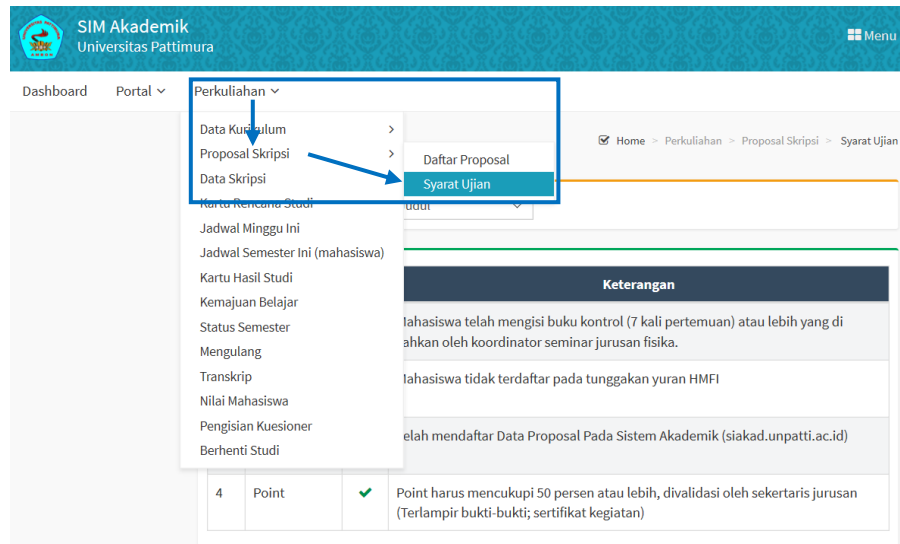 SIM Akademik
Universitas Pattimura
Menu
Dashboard Portal Perkuliahan
Home > Perkuliahan > Proposal Skripsi > Syarat Ujian
Data Kurikulum
Proposal Skripsi
Daftar Proposal
Syarat Ujian
Data Skripsi
Kartu Rencana Studi
Jadwal Minggu Ini
Jadwal Semester Ini (mahasiswa)
Kartu Hasil Studi
Kemajuan Belajar
Status Semester
Mengulang
Transkrip
Nilai Mahasiswa
Pengisian Kuesioner
Berhenti Studi
Keterangan
Mahasiswa telah mengisi buku kontrol (7 kali pertemuan) atau lebih yang di
oleh koordinator seminar jurusan fisika.
Mahasiswa tidak terdaftar pada tunggakan yuran HMFI
Telah mendaftar Data Proposal Pada Sistem Akademik (siakad.unpatti.ac.id)
4 Point Point harus mencukupi 50 persen atau lebih, divalidasi oleh sekertaris jurusan
(Terlampir bukti-bukti; sertifikat kegiatan)